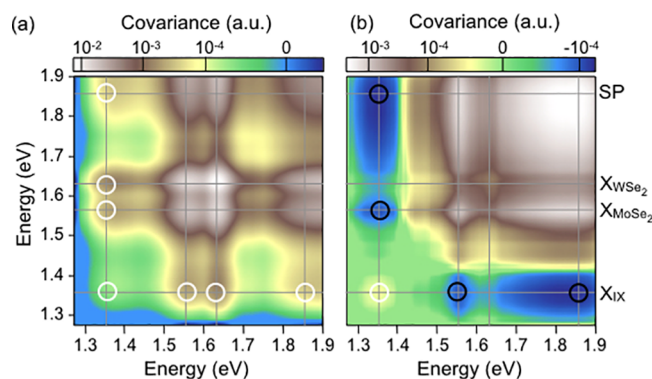 (a) Covariance (a.u.)
10⁻² 10⁻³ 10⁻⁴ 0
1.9
1.8
1.7
1.6
1.5
1.4
1.3
Energy (eV)
1.3 1.4 1.5 1.6 1.7 1.8 1.9
Energy (eV)
(b) Covariance (a.u.)
10⁻³ 10⁻⁴ 0 -10⁻⁴
SP
X_WSe₂
X_MoSe₂
X_IX
1.3 1.4 1.5 1.6 1.7 1.8 1.9
Energy (eV)